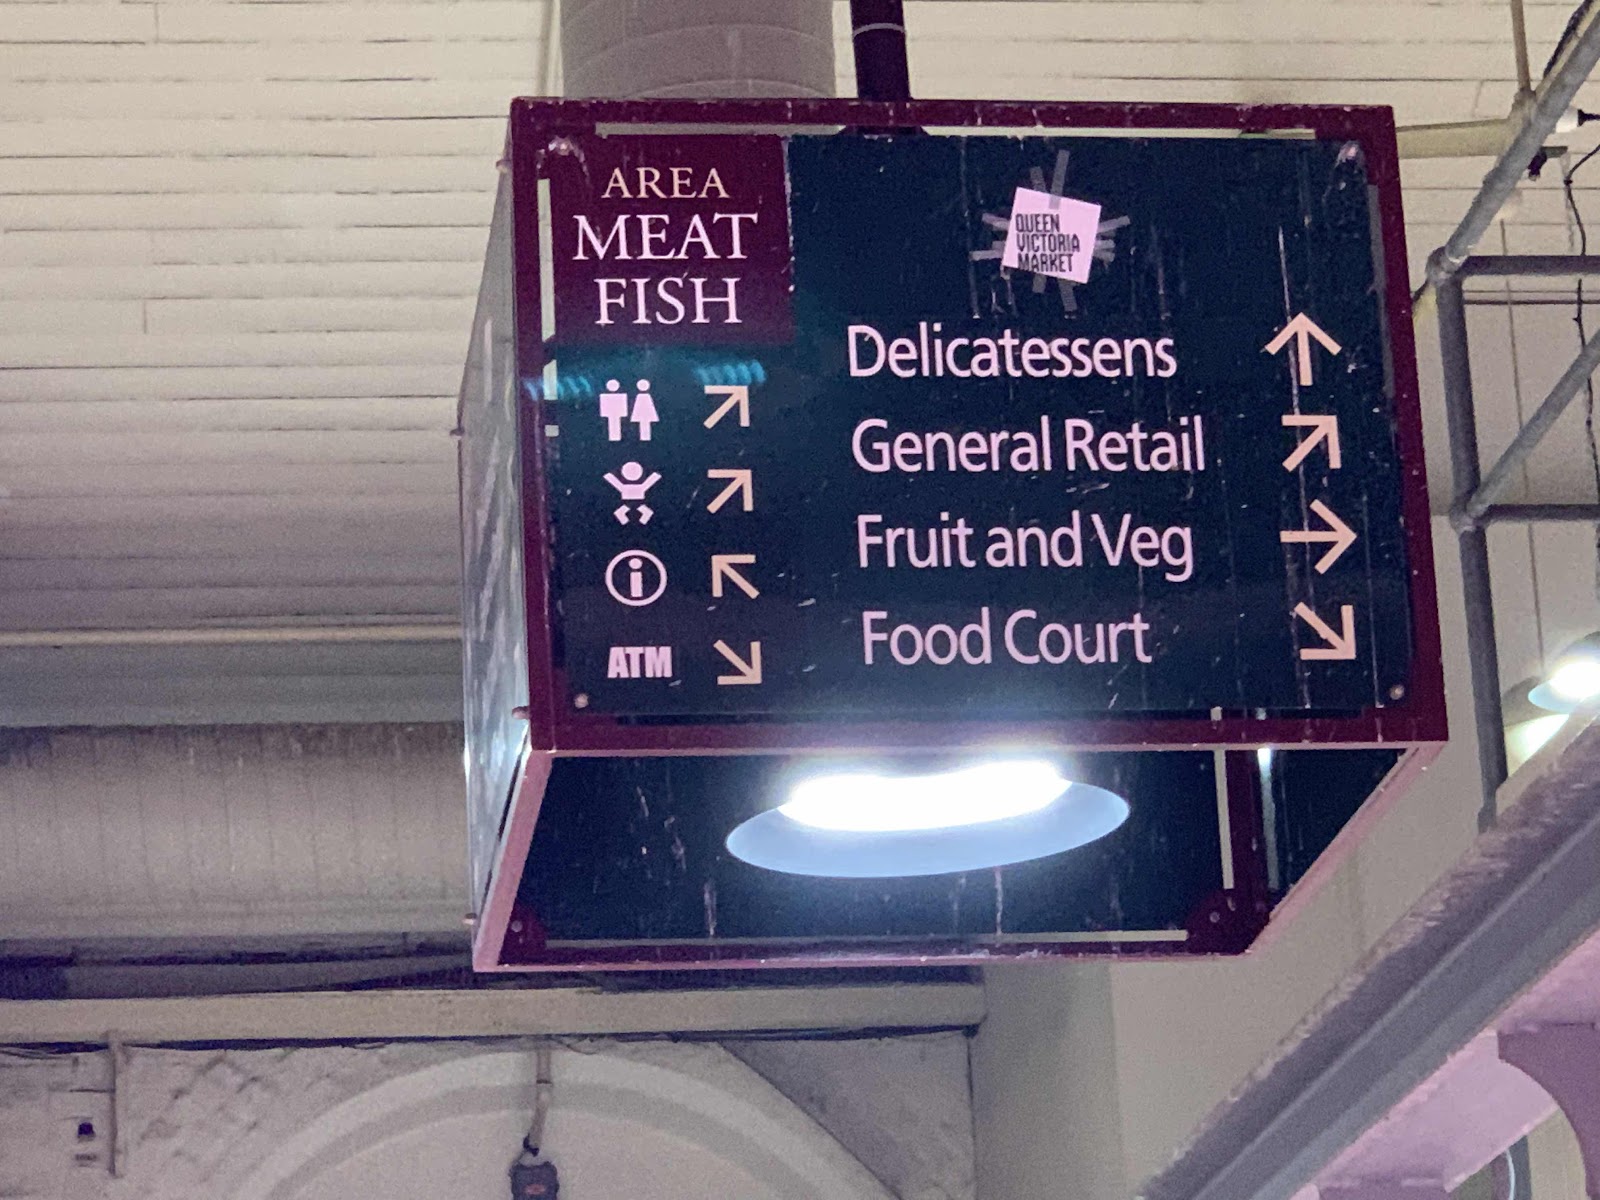 AREA
MEAT
FISH
QUEEN
VICTORIA
MARKET
Delicatessens
General Retail
Fruit and Veg
Food Court
i
ATM